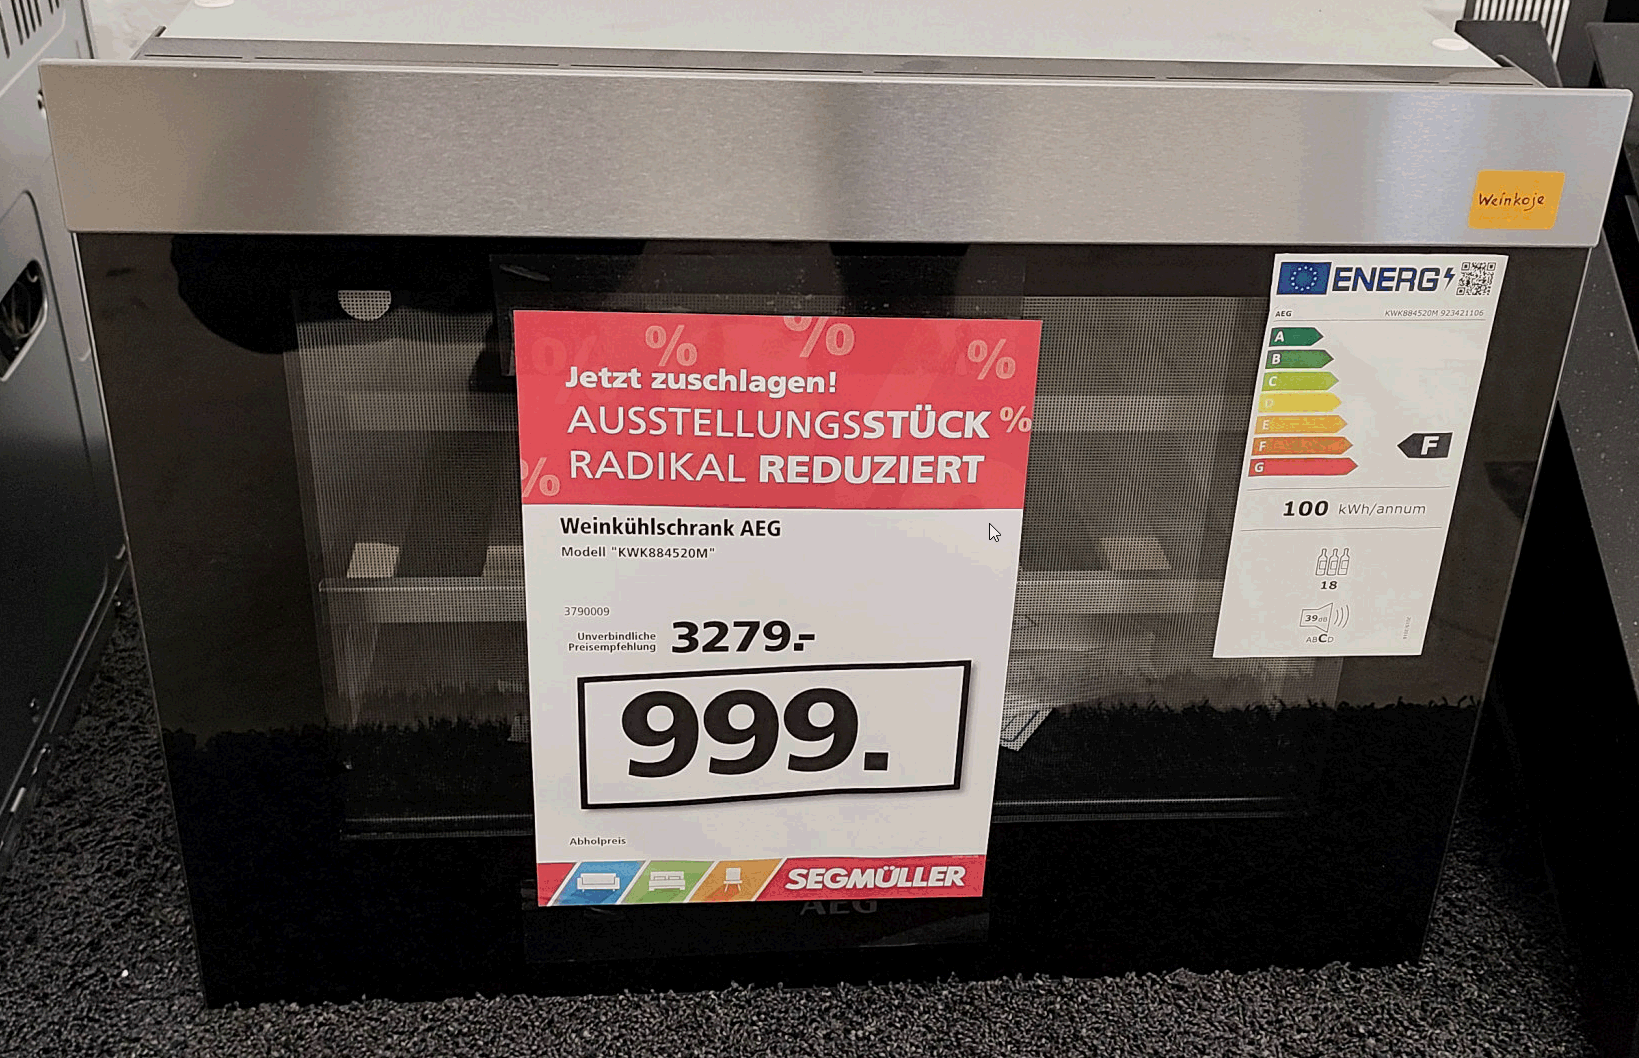 Weinkoje
ENERG
AEG KWK884520M 923421106
A
B
C
D
E
F
G
F
100 kWh/annum
18
39dB
ABCD
%
%
%
%
%
%
Jetzt zuschlagen!
AUSSTELLUNGSSTÜCK
RADIKAL REDUZIERT
Weinkühlschrank AEG
Modell "KWK884520M"
3790009
Unverbindliche
Preisempfehlung 3279.-
999.
Abholpreis
SEGMÜLLER
AEG